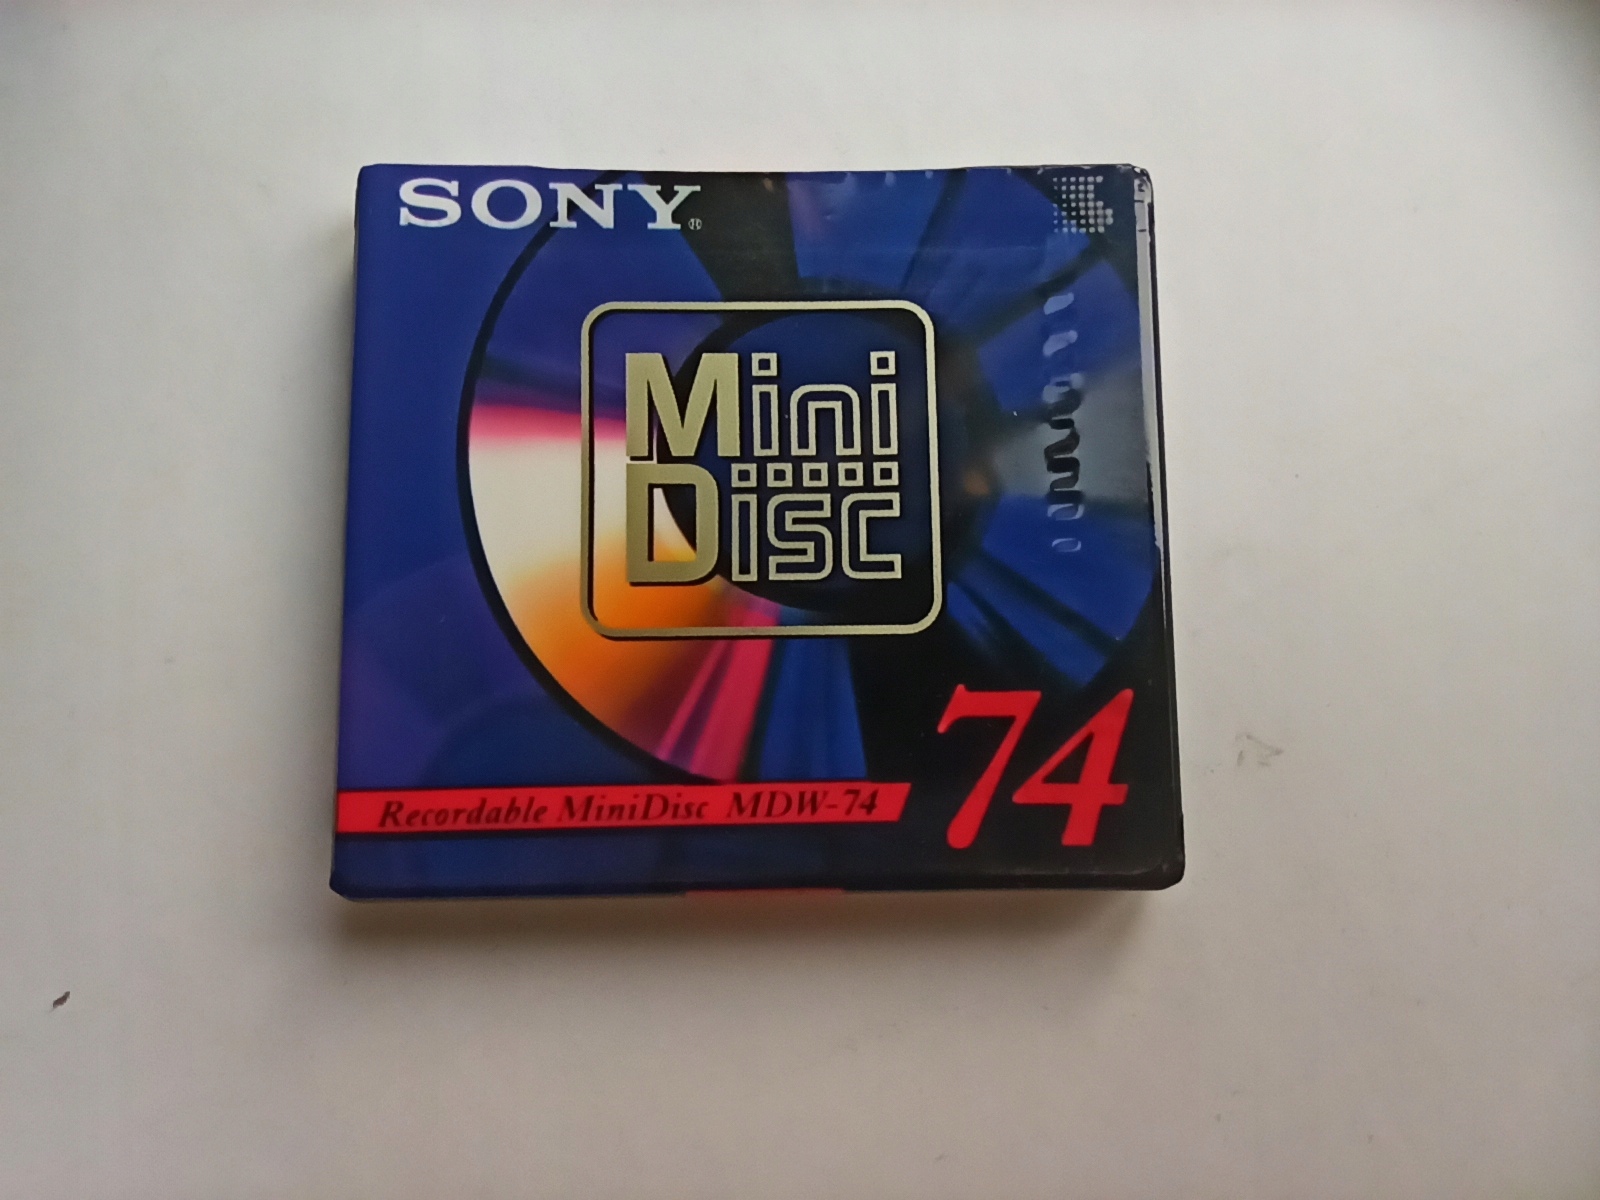 SONY®
Mini
Disc
74
Recordable MiniDisc MDW-74